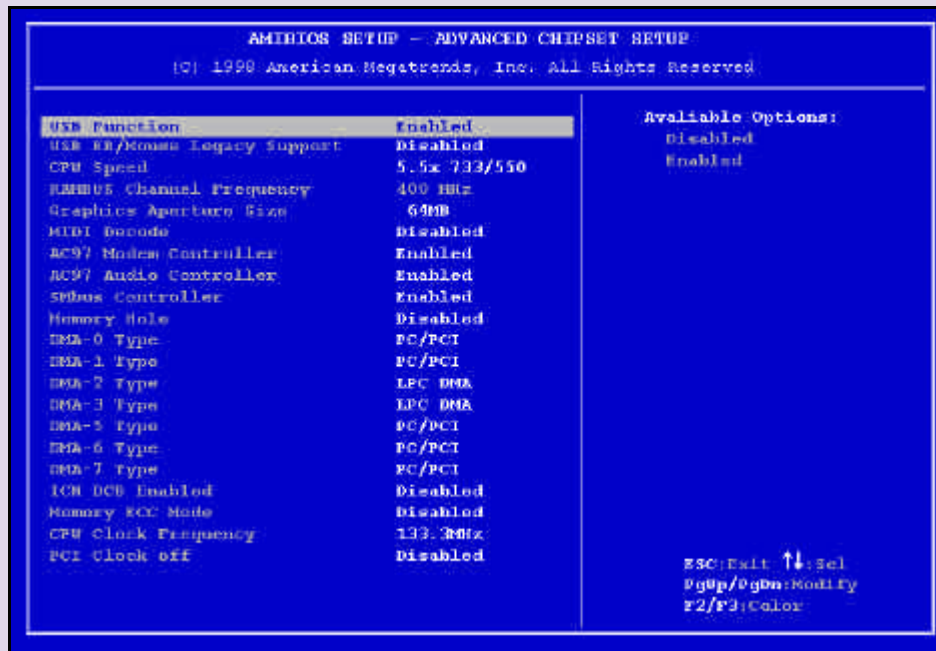 AMIBIOS SETUP – ADVANCED CHIPSET SETUP
(C) 1998 American Megatrends, Inc. All Rights Reserved
USB Function Enabled
USB KB/Mouse Legacy Support Disabled
CPU Speed 5.5x 733/550
RAMBUS Channel Frequency 400 MHz
Graphics Aperture Size 64MB
MIDI Decode Disabled
AC97 Modem Controller Enabled
AC97 Audio Controller Enabled
SMbus Controller Enabled
Memory Hole Disabled
DMA-0 Type PC/PCI
DMA-1 Type PC/PCI
DMA-2 Type LPC DMA
DMA-3 Type LPC DMA
DMA-5 Type PC/PCI
DMA-6 Type PC/PCI
DMA-7 Type PC/PCI
ICH DCB Enabled Disabled
Memory ECC Mode Disabled
CPU Clock Frequency 133.3MHz
PCI Clock off Disabled
Avaliable Options:
Disabled
Enabled
ESC:Exit ↑↓:Sel
PgUp/PgDn:Modify
F2/F3:Color